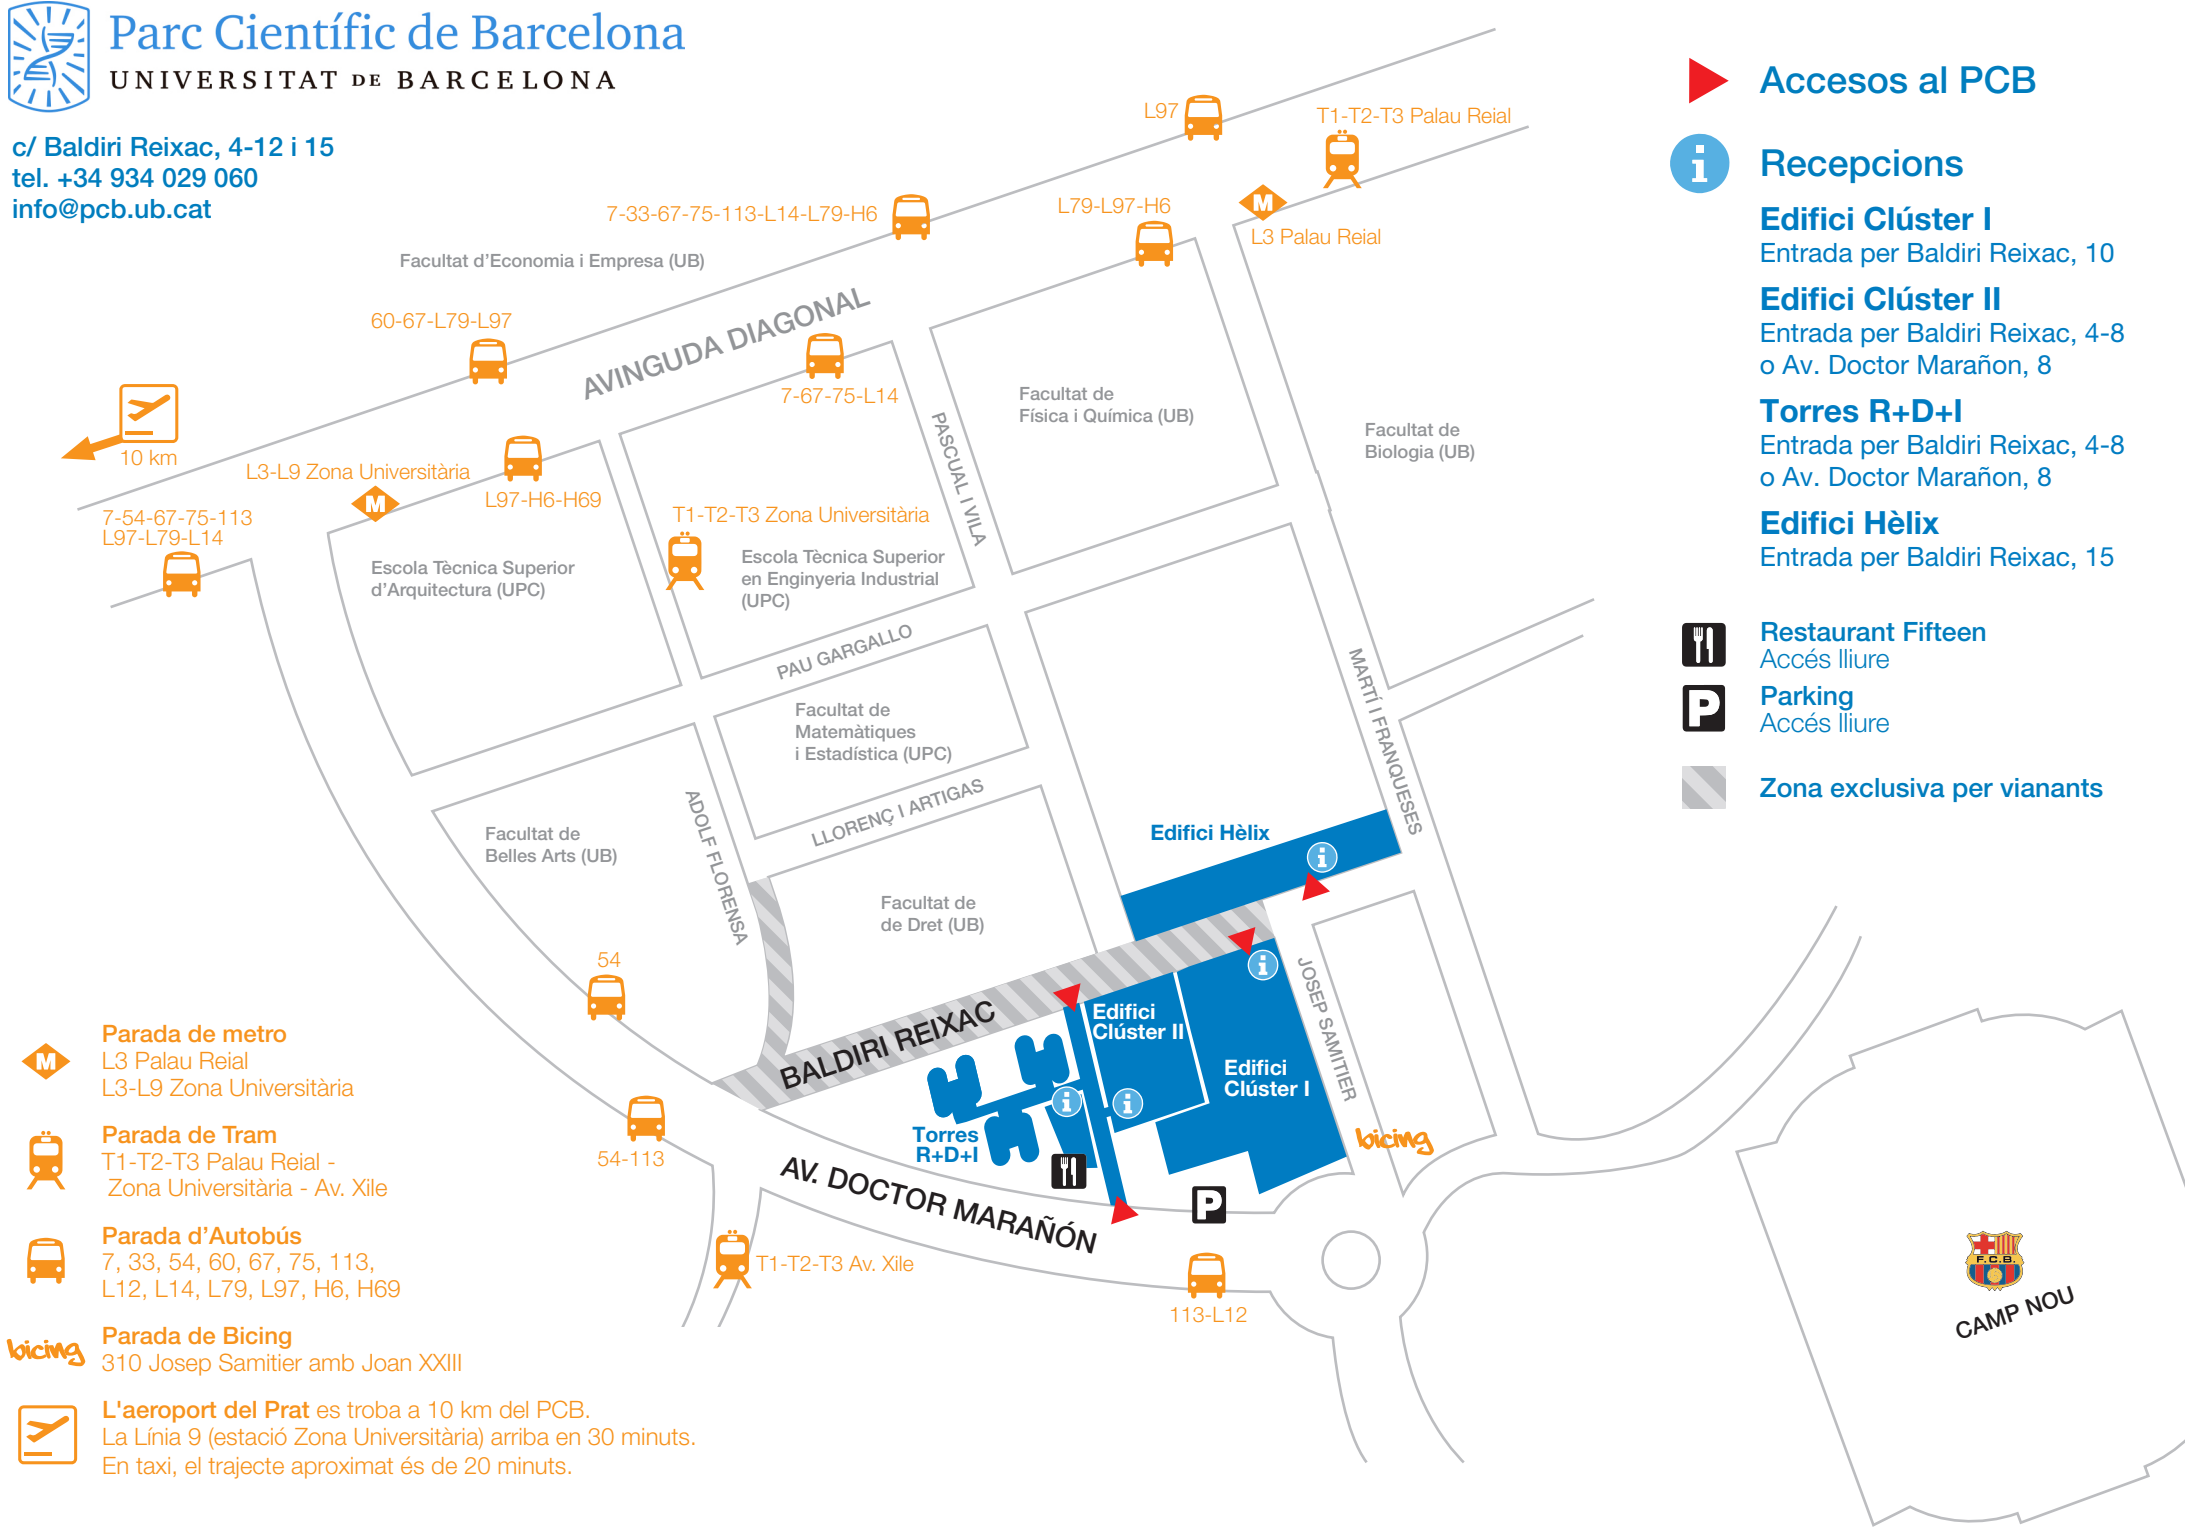 Parc Científic de Barcelona
UNIVERSITAT DE BARCELONA
c/ Baldiri Reixac, 4-12 i 15
tel. +34 934 029 060
info@pcb.ub.cat
Accesos al PCB
i
Recepcions
Edifici Clúster I
Entrada per Baldiri Reixac, 10
Edifici Clúster II
Entrada per Baldiri Reixac, 4-8
o Av. Doctor Marañon, 8
Torres R+D+I
Entrada per Baldiri Reixac, 4-8
o Av. Doctor Marañon, 8
Edifici Hèlix
Entrada per Baldiri Reixac, 15
Restaurant Fifteen
Accés lliure
P
Parking
Accés lliure
Zona exclusiva per vianants
L97
T1-T2-T3 Palau Reial
7-33-67-75-113-L14-L79-H6
L79-L97-H6
M
L3 Palau Reial
Facultat d'Economia i Empresa (UB)
60-67-L79-L97
AVINGUDA DIAGONAL
7-67-75-L14
10 km
L3-L9 Zona Universitària
M
L97-H6-H69
7-54-67-75-113
L97-L79-L14
T1-T2-T3 Zona Universitària
PASCUAL I VILA
Facultat de
Física i Química (UB)
Facultat de
Biologia (UB)
Escola Tècnica Superior
d'Arquitectura (UPC)
Escola Tècnica Superior
en Enginyeria Industrial
(UPC)
PAU GARGALLO
Facultat de
Matemàtiques
i Estadística (UPC)
MARTÍ I FRANQUESES
LLORENÇ I ARTIGAS
ADOLF FLORENSA
Facultat de
Belles Arts (UB)
Facultat de
de Dret (UB)
Edifici Hèlix
i
54
i
JOSEP SAMITIER
BALDIRI REIXAC
Edifici
Clúster II
Edifici
Clúster I
i
i
Torres
R+D+I
bicing
54-113
AV. DOCTOR MARAÑÓN
P
T1-T2-T3 Av. Xile
113-L12
F.C.B.
CAMP NOU
M
Parada de metro
L3 Palau Reial
L3-L9 Zona Universitària
Parada de Tram
T1-T2-T3 Palau Reial -
Zona Universitària - Av. Xile
Parada d'Autobús
7, 33, 54, 60, 67, 75, 113,
L12, L14, L79, L97, H6, H69
bicing
Parada de Bicing
310 Josep Samitier amb Joan XXIII
L'aeroport del Prat es troba a 10 km del PCB.
La Línia 9 (estació Zona Universitària) arriba en 30 minuts.
En taxi, el trajecte aproximat és de 20 minuts.